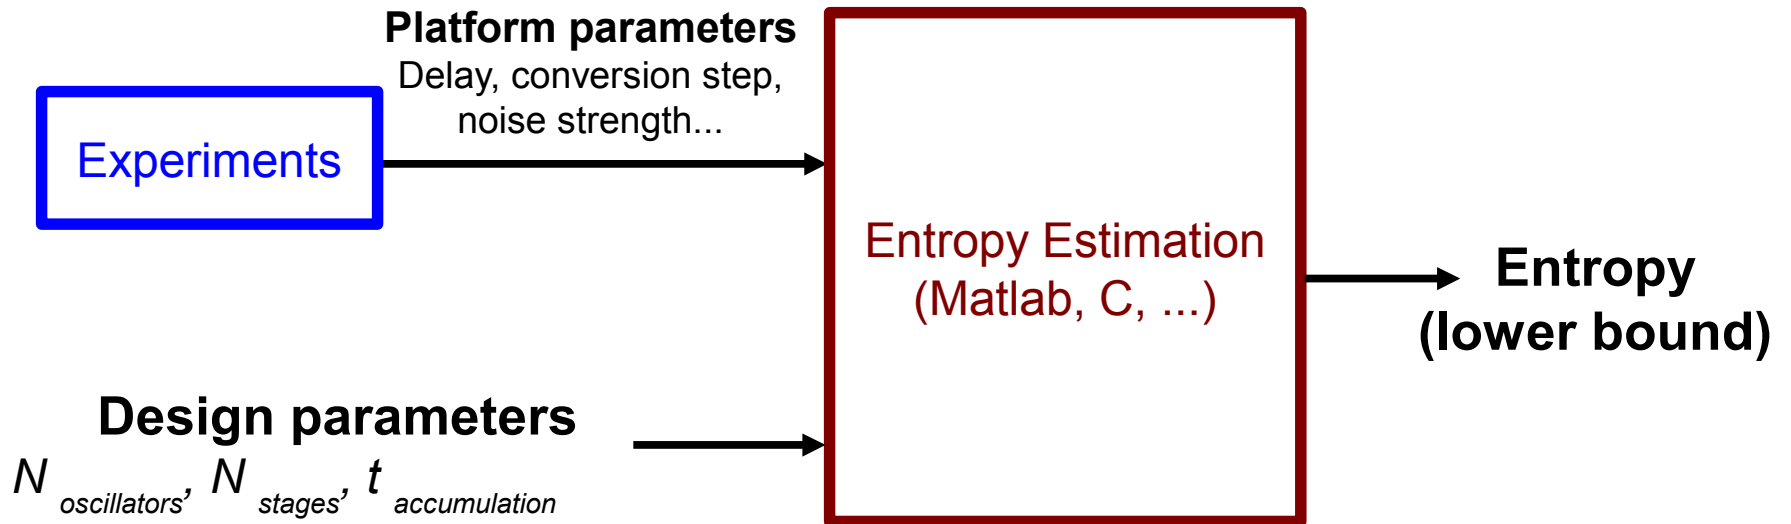 Platform parameters
Delay, conversion step,
noise strength...
Experiments
Entropy Estimation
(Matlab, C, ...)
Entropy
(lower bound)
Design parameters
N oscillators, N stages, t accumulation